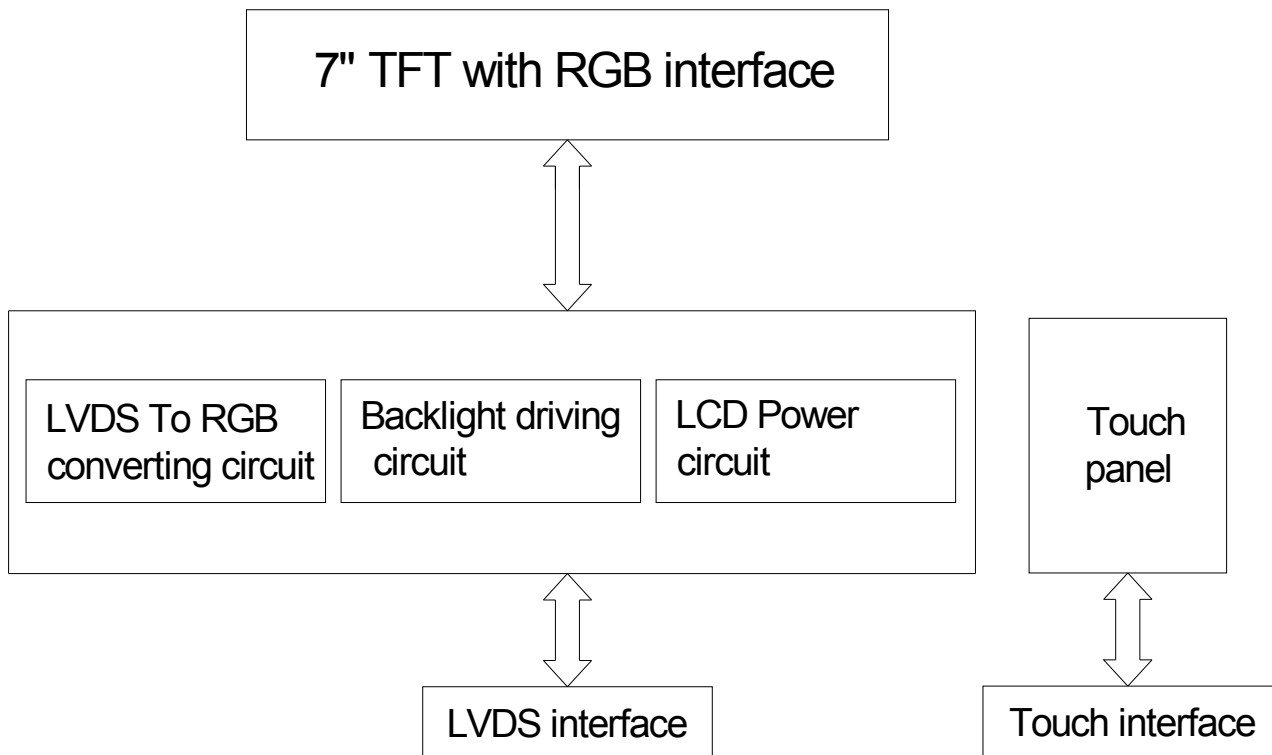 7" TFT with RGB interface
LVDS To RGB
converting circuit
Backlight driving
circuit
LCD Power
circuit
Touch
panel
LVDS interface
Touch interface